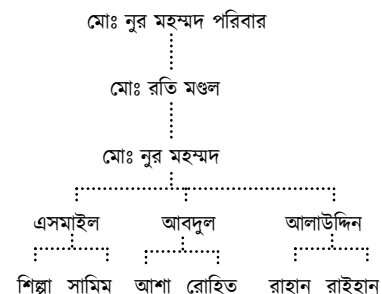 মোঃ নুর মহম্মদ পরিবার
মোঃ রতি মণ্ডল
মোঃ নুর মহম্মদ
এসমাইল আবদুল আলাউদ্দিন
শিল্পা সামিম আশা রোহিত রাহান রাইহান